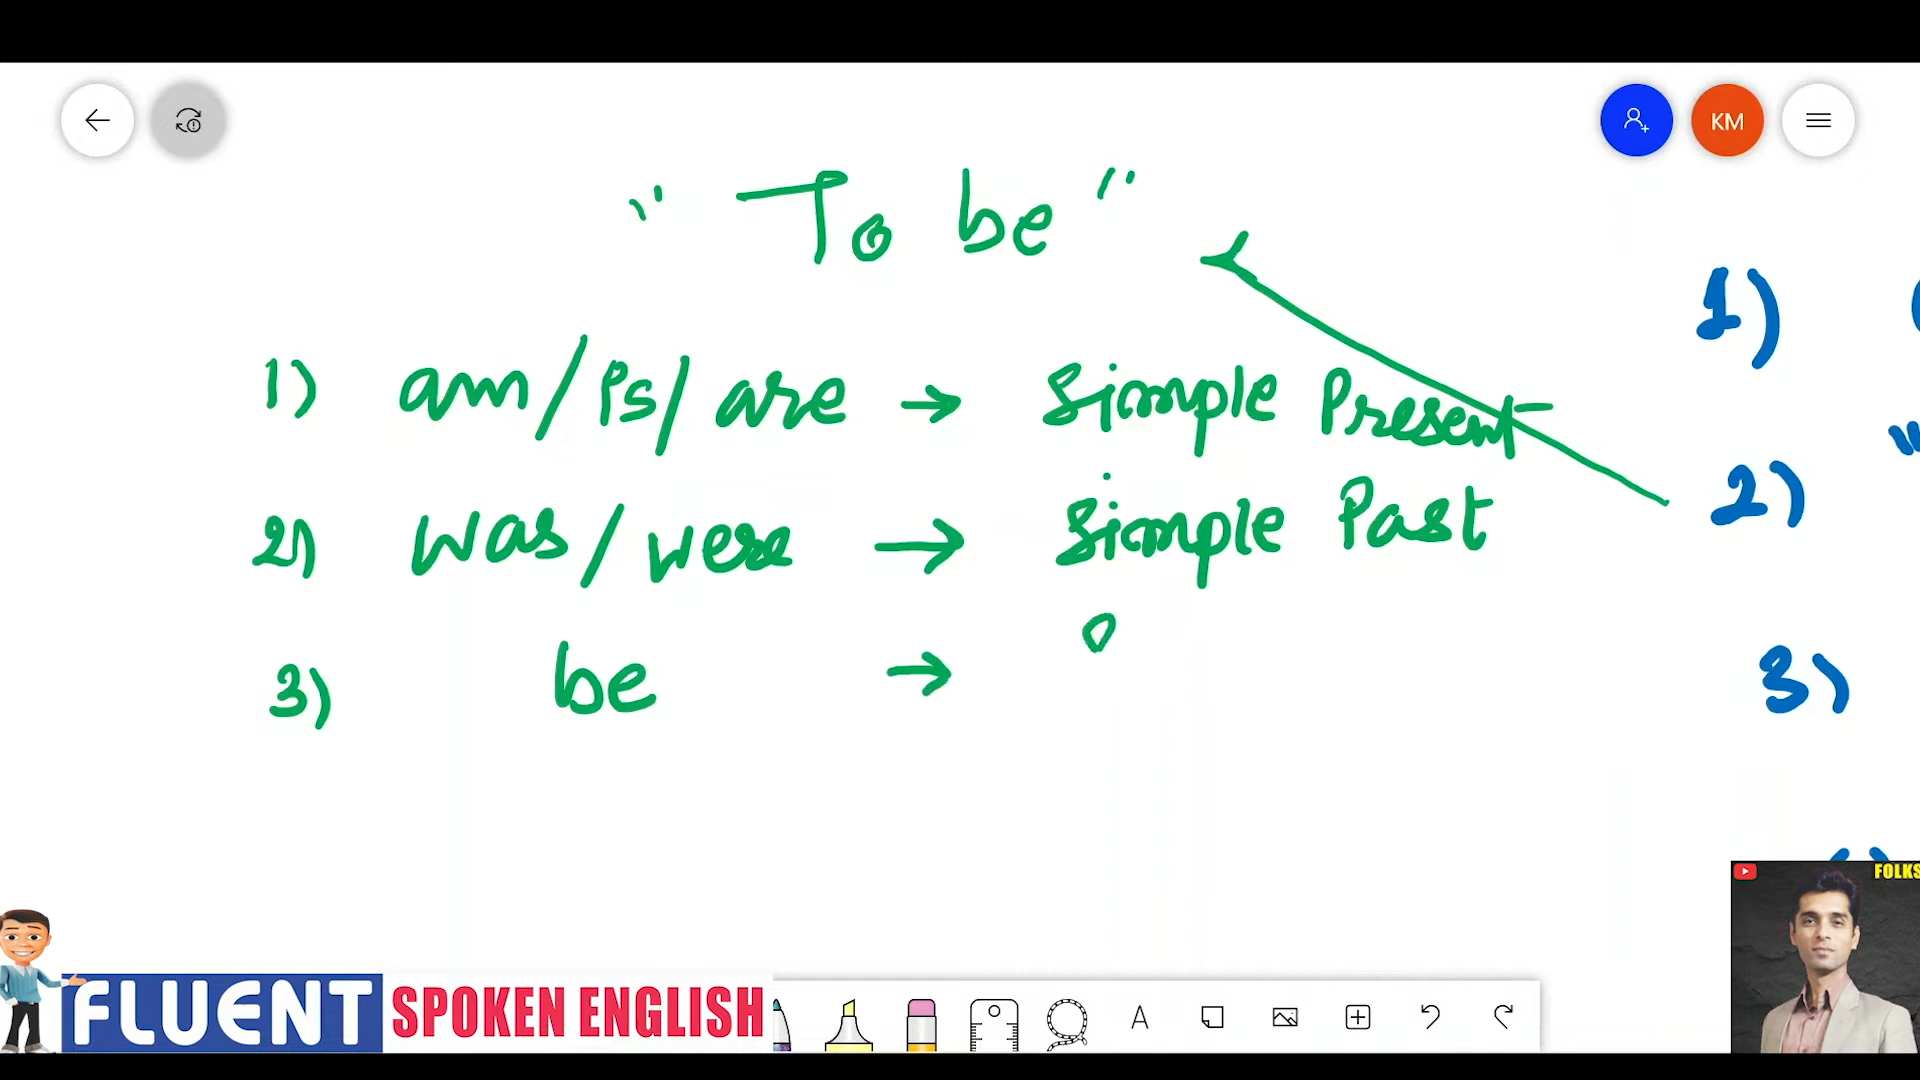 KM
"To be"
1) am/is/are → Simple Present
2) was/were → Simple Past
3) be →
1)
2)
3)
FOLKS
FLUENT SPOKEN ENGLISH
A